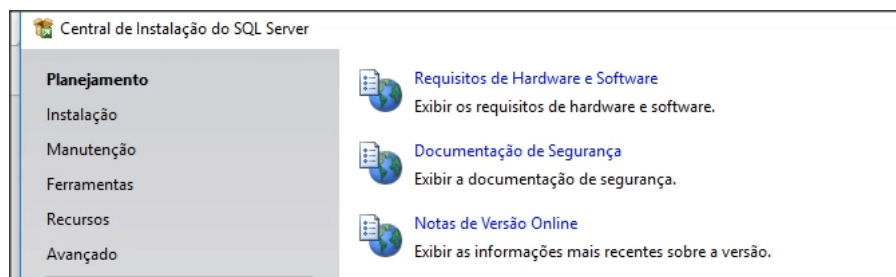 Central de Instalação do SQL Server
Planejamento
Instalação
Manutenção
Ferramentas
Recursos
Avançado
Requisitos de Hardware e Software
Exibir os requisitos de hardware e software.
Documentação de Segurança
Exibir a documentação de segurança.
Notas de Versão Online
Exibir as informações mais recentes sobre a versão.